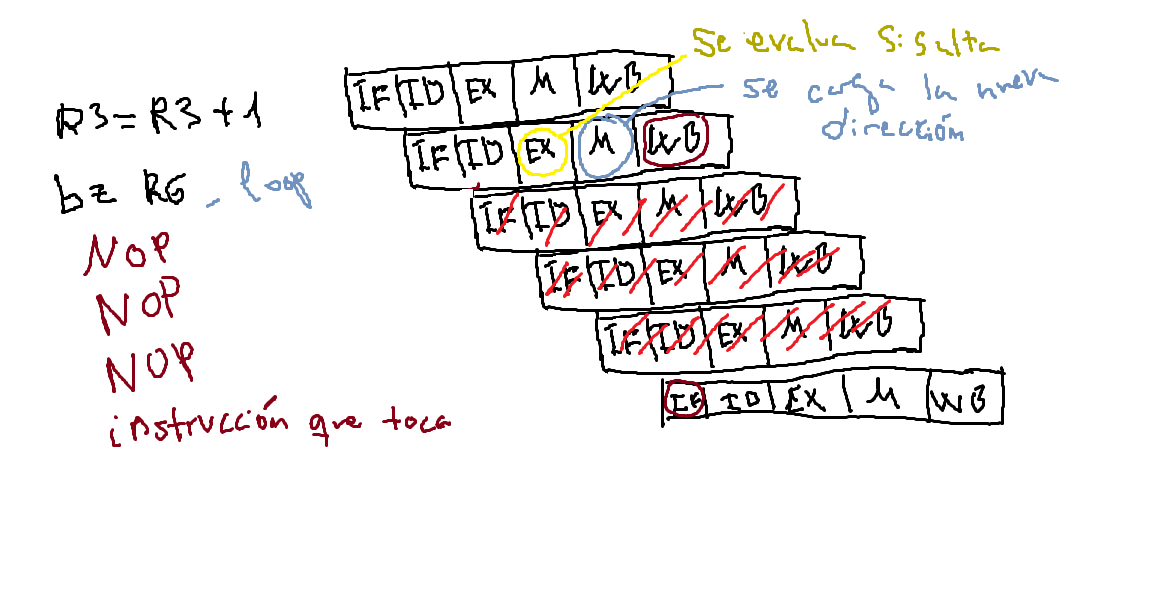 Se evalua si salta
IF ID EX M WB
se carga la nueva
dirección
R3=R3+1
IF ID EX M WB
bz R6, loop
IF ID EX M WB
NOP
IF ID EX M WB
NOP
IF ID EX M WB
NOP
IF ID EX M WB
instrucción que toca